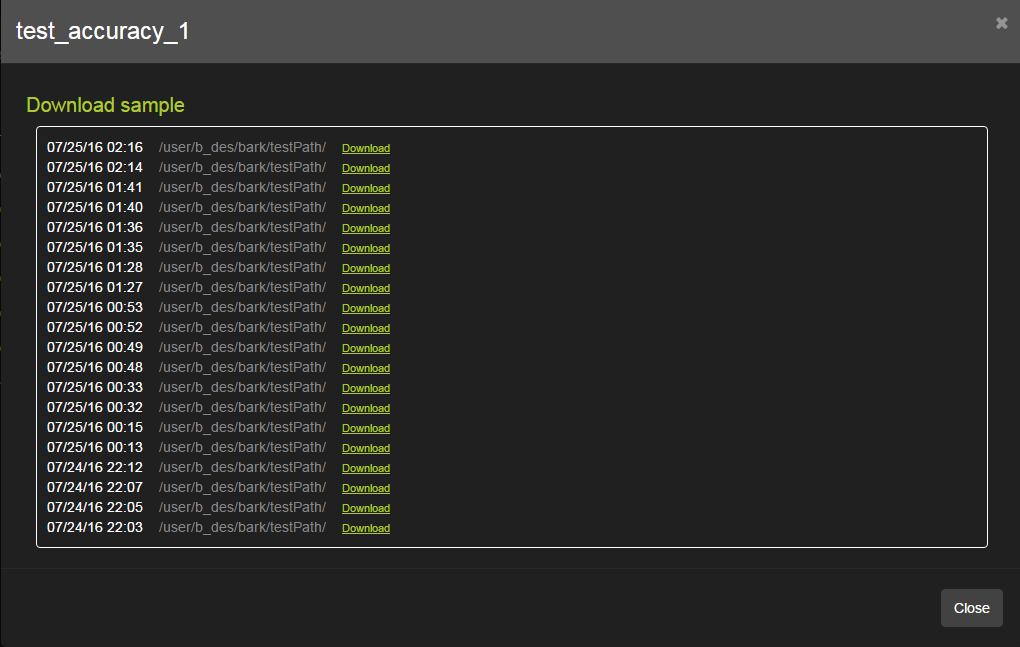 test_accuracy_1
Download sample
07/25/16 02:16 /user/b_des/bark/testPath/ Download
07/25/16 02:14 /user/b_des/bark/testPath/ Download
07/25/16 01:41 /user/b_des/bark/testPath/ Download
07/25/16 01:40 /user/b_des/bark/testPath/ Download
07/25/16 01:36 /user/b_des/bark/testPath/ Download
07/25/16 01:35 /user/b_des/bark/testPath/ Download
07/25/16 01:28 /user/b_des/bark/testPath/ Download
07/25/16 01:27 /user/b_des/bark/testPath/ Download
07/25/16 00:53 /user/b_des/bark/testPath/ Download
07/25/16 00:52 /user/b_des/bark/testPath/ Download
07/25/16 00:49 /user/b_des/bark/testPath/ Download
07/25/16 00:48 /user/b_des/bark/testPath/ Download
07/25/16 00:33 /user/b_des/bark/testPath/ Download
07/25/16 00:32 /user/b_des/bark/testPath/ Download
07/25/16 00:15 /user/b_des/bark/testPath/ Download
07/25/16 00:13 /user/b_des/bark/testPath/ Download
07/24/16 22:12 /user/b_des/bark/testPath/ Download
07/24/16 22:07 /user/b_des/bark/testPath/ Download
07/24/16 22:05 /user/b_des/bark/testPath/ Download
07/24/16 22:03 /user/b_des/bark/testPath/ Download
Close